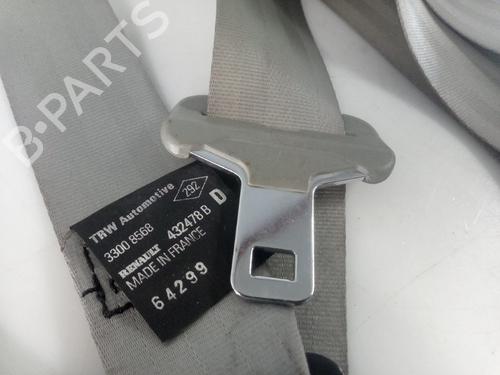 B-PARTS
TRW Automotive 292
3300 8568 D
RENAULT 432478 B
MADE IN FRANCE
64299